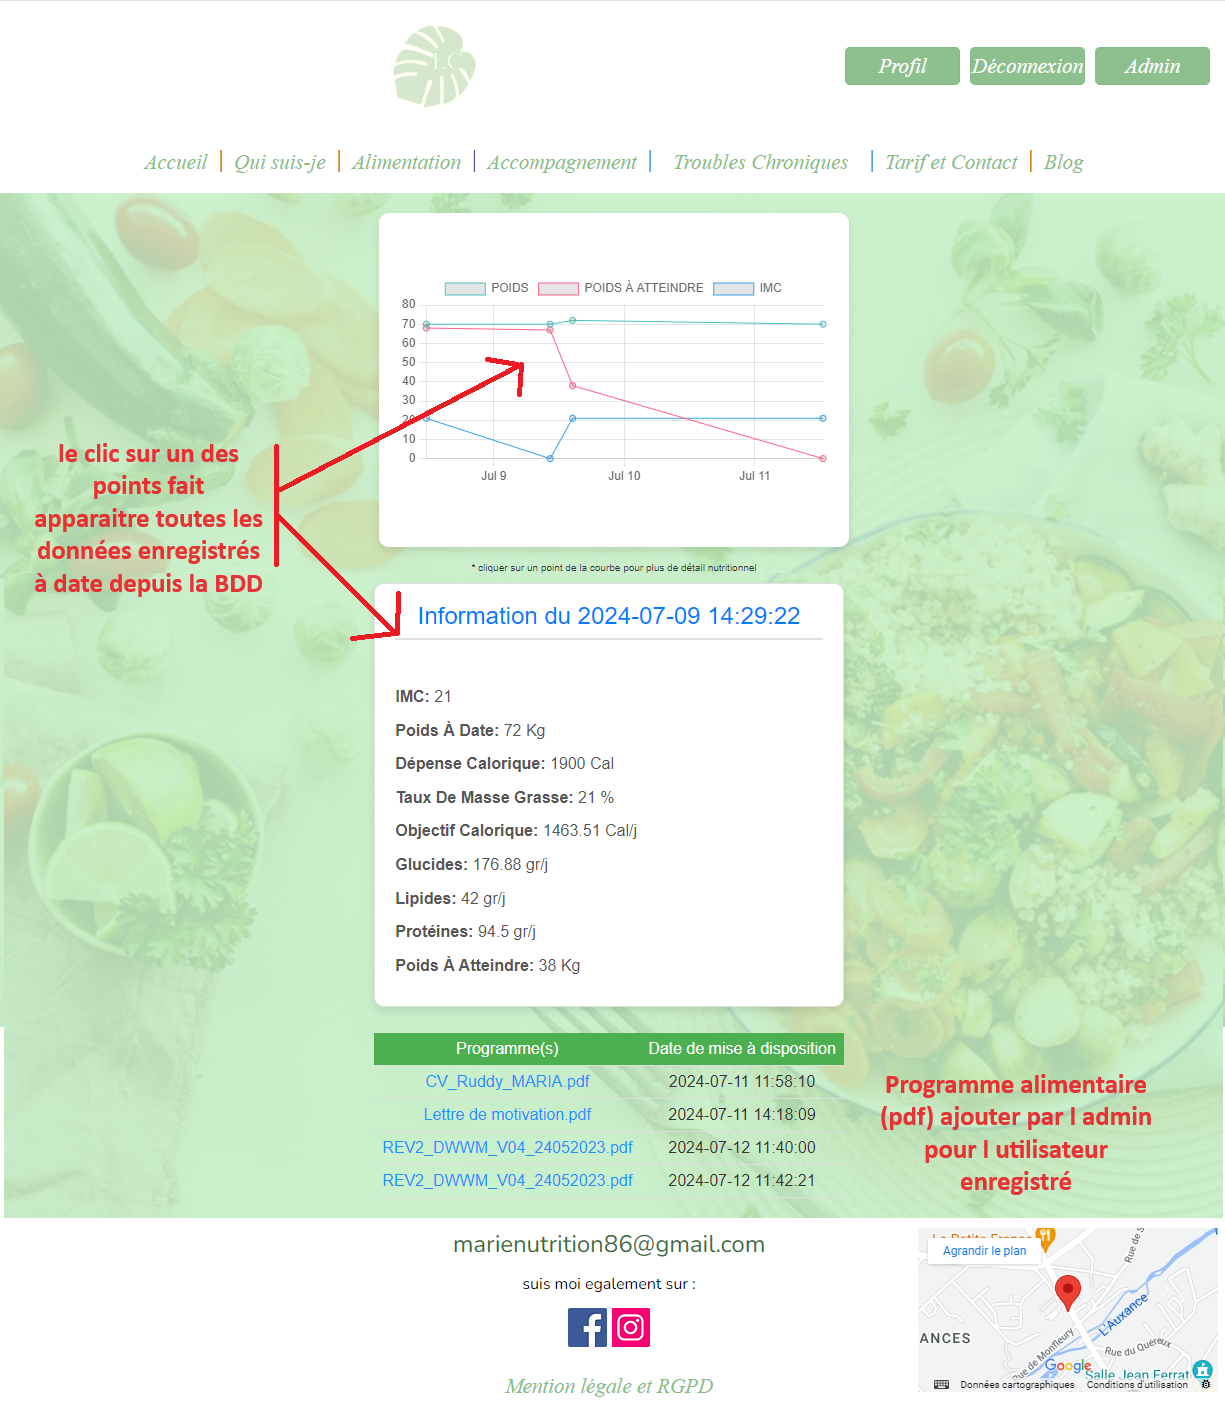 LC
Profil
Déconnexion
Admin
Accueil
Qui suis-je
Alimentation
Accompagnement
Troubles Chroniques
Tarif et Contact
Blog
POIDS
POIDS À ATTEINDRE
IMC
80
70
60
50
40
30
20
10
0
Jul 9
Jul 10
Jul 11
le clic sur un des
points fait
apparaitre toutes les
données enregistrés
à date depuis la BDD
* cliquer sur un point de la courbe pour plus de détail nutritionnel
Information du 2024-07-09 14:29:22
IMC: 21
Poids À Date: 72 Kg
Dépense Calorique: 1900 Cal
Taux De Masse Grasse: 21 %
Objectif Calorique: 1463.51 Cal/j
Glucides: 176.88 gr/j
Lipides: 42 gr/j
Protéines: 94.5 gr/j
Poids À Atteindre: 38 Kg
Programme(s) Date de mise à disposition
CV_Ruddy_MARIA.pdf 2024-07-11 11:58:10
Lettre de motivation.pdf 2024-07-11 14:18:09
REV2_DWWM_V04_24052023.pdf 2024-07-12 11:40:00
REV2_DWWM_V04_24052023.pdf 2024-07-12 11:42:21
Programme alimentaire
(pdf) ajouter par l admin
pour l utilisateur
enregistré
marienutrition86@gmail.com
suis moi egalement sur :
Mention légale et RGPD
Agrandir le plan
Rue de S
L'Auxance
ANCES
Rue de Monfleury
Rue du Quéreux
Google
Salle Jean Ferrat
Données cartographiques
Conditions d'utilisation